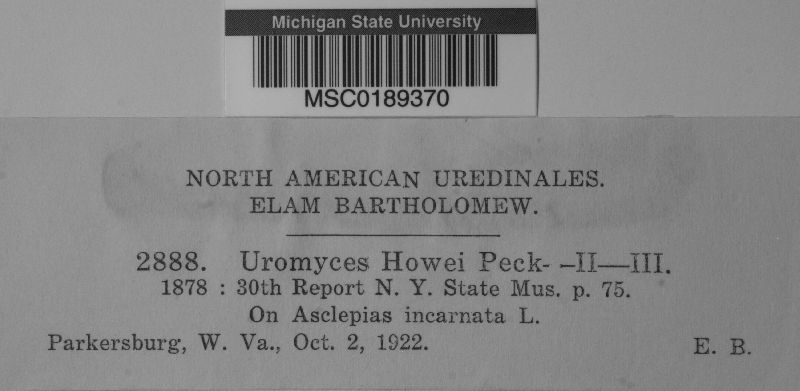 Michigan State University
MSC0189370
NORTH AMERICAN UREDINALES.
ELAM BARTHOLOMEW.
2888. Uromyces Howei Peck- –II—III.
1878 : 30th Report N. Y. State Mus. p. 75.
On Asclepias incarnata L.
Parkersburg, W. Va., Oct. 2, 1922. E. B.